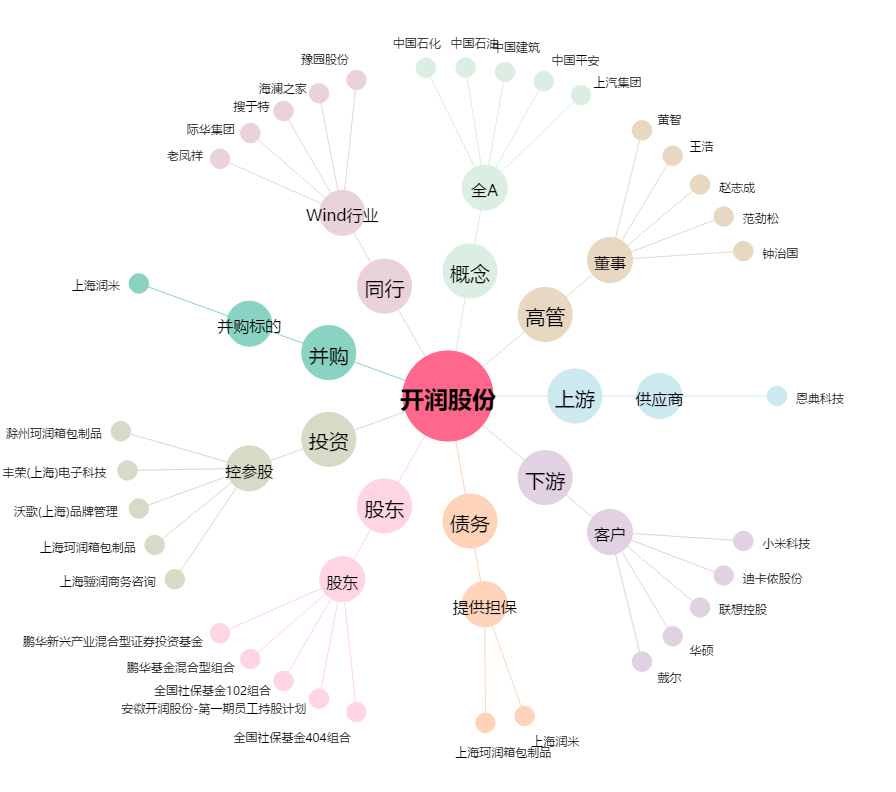 中国石化
中国石油
中国建筑
中国平安
上汽集团
豫园股份
海澜之家
搜于特
际华集团
老凤祥
Wind行业
同行
全A
概念
黄智
王浩
赵志成
范劲松
钟治国
董事
高管
上海润米
并购标的
并购
开润股份
上游
供应商
恩典科技
投资
控参股
滁州珂润箱包制品
丰荣(上海)电子科技
沃歌(上海)品牌管理
上海珂润箱包制品
上海骝润商务咨询
下游
客户
小米科技
迪卡侬股份
联想控股
华硕
戴尔
股东
股东
鹏华新兴产业混合型证券投资基金
鹏华基金混合型组合
全国社保基金102组合
安徽开润股份-第一期员工持股计划
全国社保基金404组合
债务
提供担保
上海润米
上海珂润箱包制品